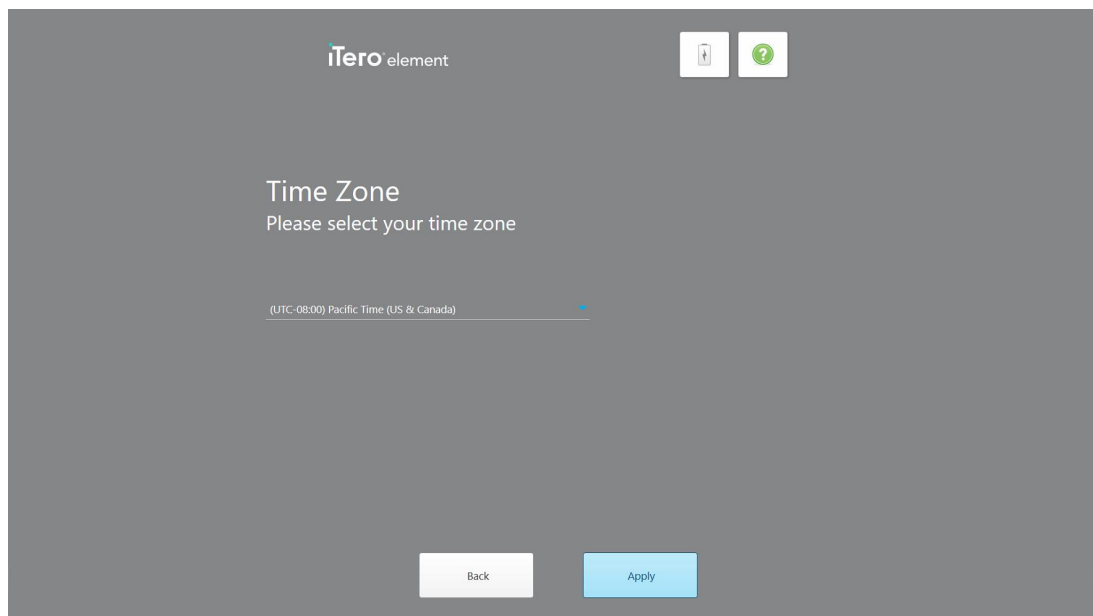 iTero element
?
Time Zone
Please select your time zone
(UTC-08:00) Pacific Time (US & Canada)
Back
Apply